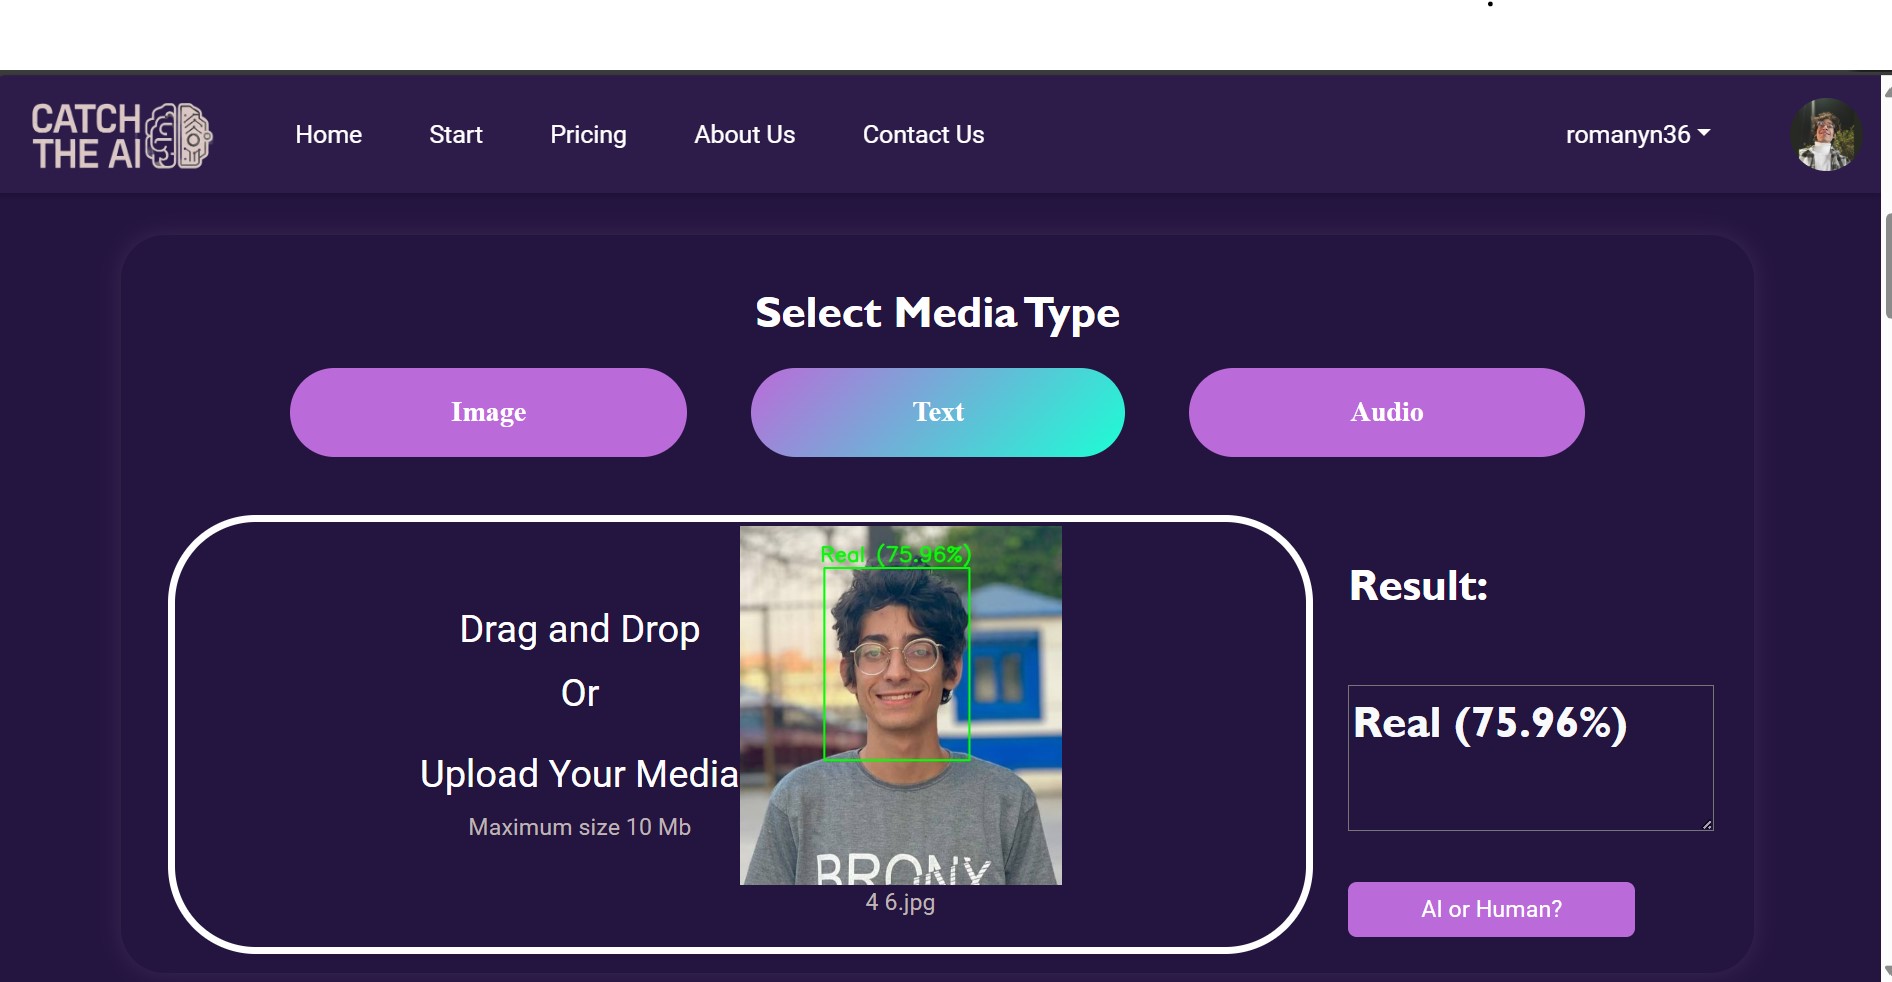 CATCH
THE AI
Home Start Pricing About Us Contact Us romanyn36
Select Media Type
Image Text Audio
Real (75.96%)
Drag and Drop
Or
Upload Your Media
Maximum size 10 Mb
BRONX
4 6.jpg
Result:
Real (75.96%)
AI or Human?